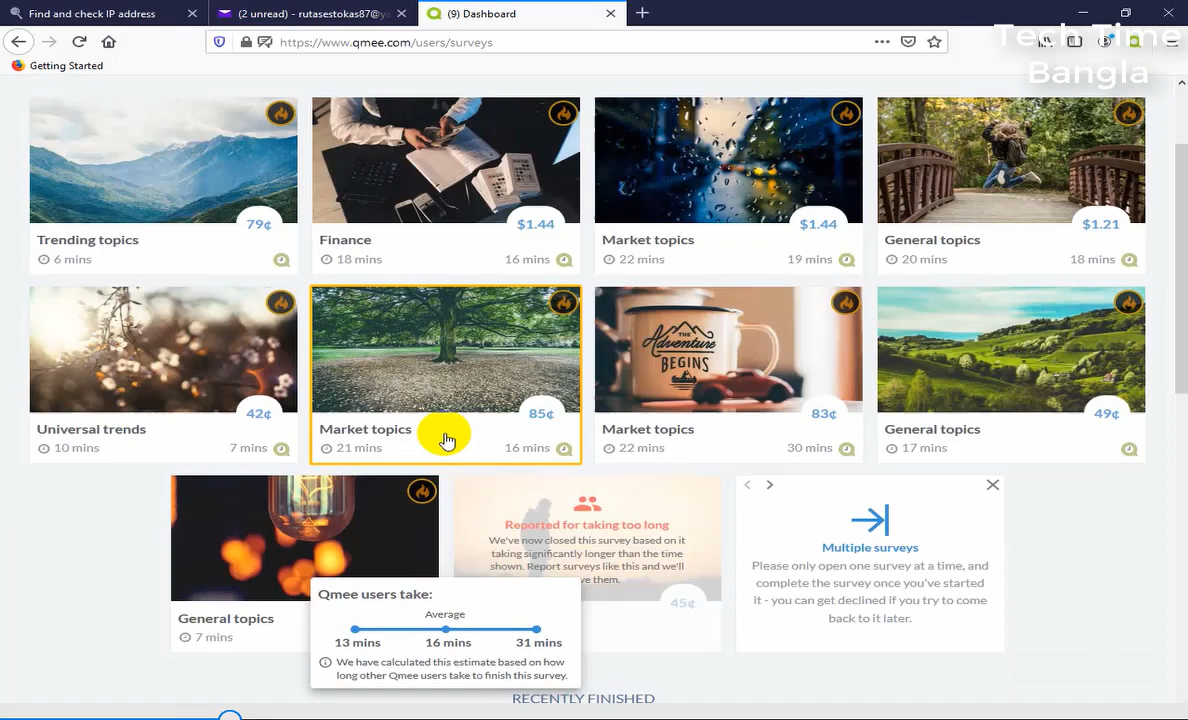 Find and check IP address
(2 unread) - rutasestokas87@y
(9) Dashboard
https://www.qmee.com/users/surveys
Getting Started
Tech Time
Bangla
79¢
Trending topics
6 mins
$1.44
Finance
18 mins 16 mins
$1.44
Market topics
22 mins 19 mins
$1.21
General topics
20 mins 18 mins
42¢
Universal trends
10 mins 7 mins
85¢
Market topics
21 mins 16 mins
THE
Adventure
BEGINS
83¢
Market topics
22 mins 30 mins
49¢
General topics
17 mins
General topics
7 mins
Reported for taking too long
We've now closed this survey based on it
taking significantly longer than the time
shown. Report surveys like this and we'll
ve them.
45¢
Multiple surveys
Please only open one survey at a time, and
complete the survey once you've started
it - you can get declined if you try to come
back to it later.
Qmee users take:
Average
13 mins 16 mins 31 mins
We have calculated this estimate based on how
long other Qmee users take to finish this survey.
RECENTLY FINISHED